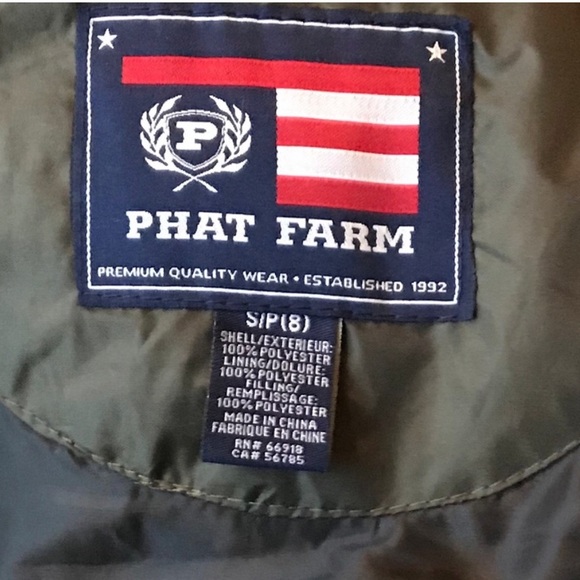 P
PHAT FARM
PREMIUM QUALITY WEAR • ESTABLISHED 1992
S/P(8)
SHELL/EXTERIEUR:
100% POLYESTER
LINING/DOLURE:
100% POLYESTER
FILLING/
REMPLISSAGE:
100% POLYESTER
MADE IN CHINA
FABRIQUE EN CHINE
RN# 66918
CA# 56785